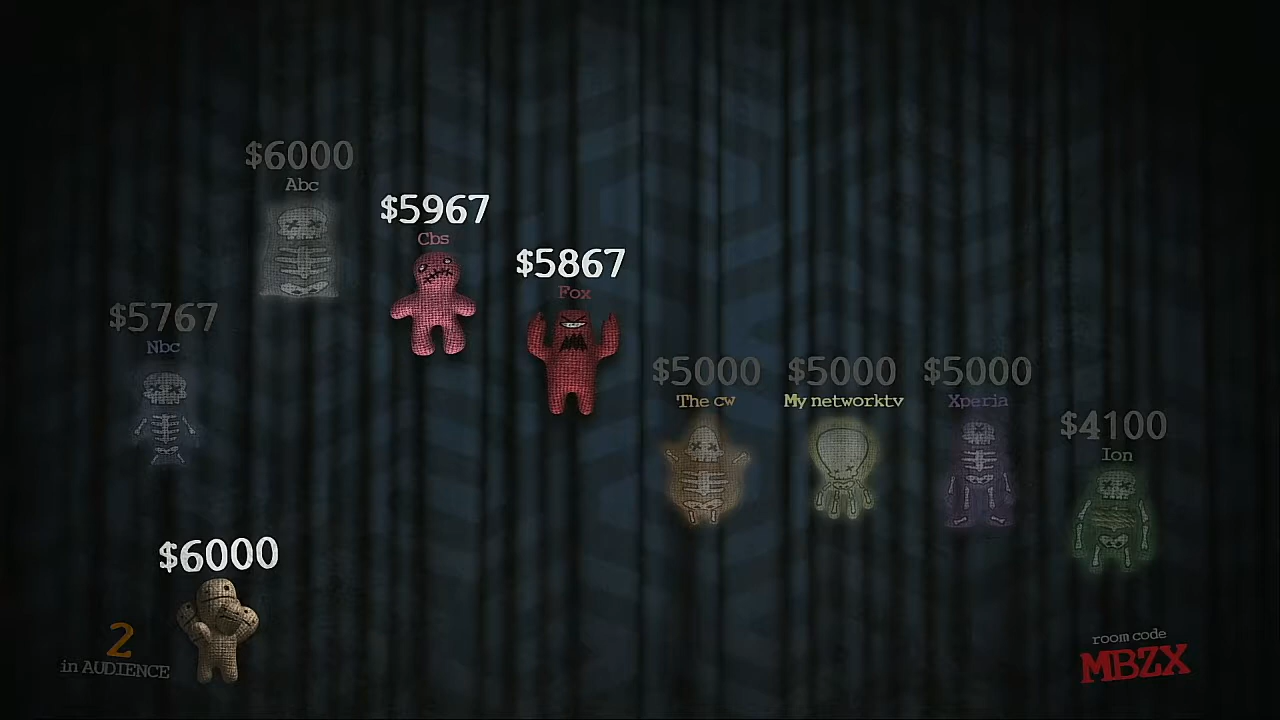 $6000
Abc
$5967
Cbs
$5867
Fox
$5767
Nbc
$5000
The cw
$5000
My networktv
$5000
Xperia
$4100
Ion
$6000
2
in AUDIENCE
room code
MBZX